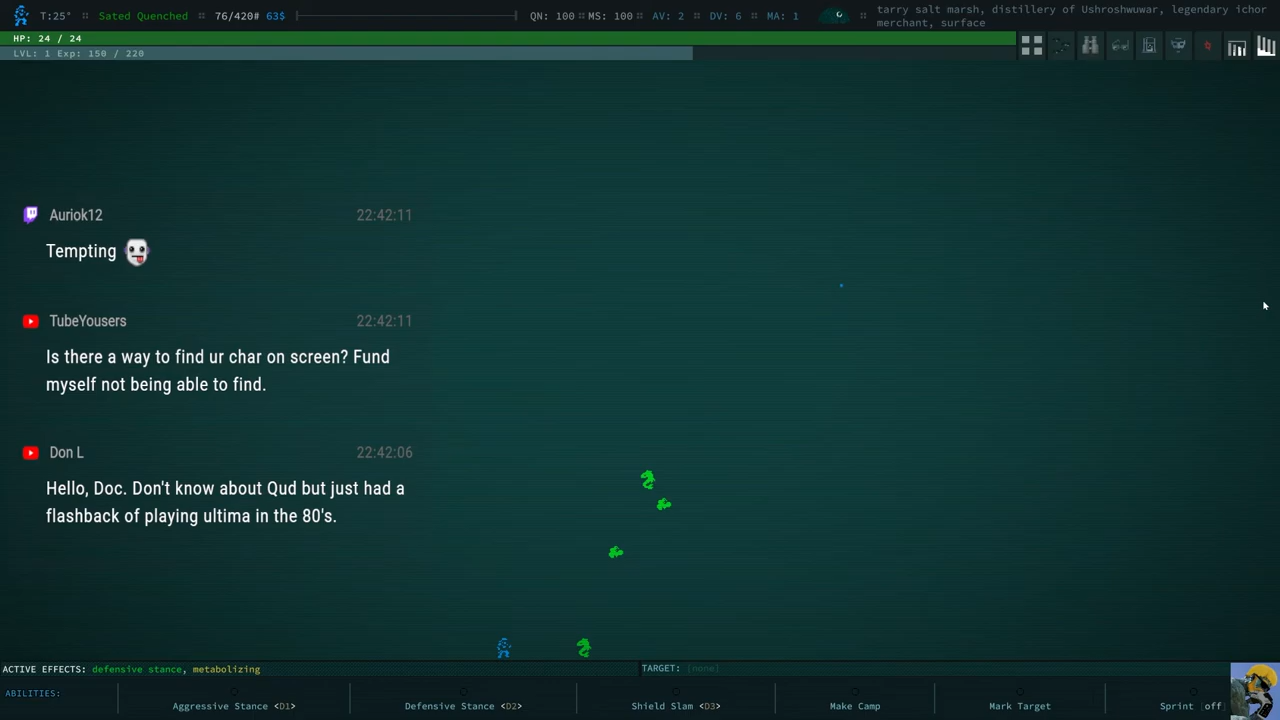 T:25° :: Sated Quenched :: 76/420# 63$
QN: 100 :: MS: 100 :: AV: 2 :: DV: 6 :: MA: 1
tarry salt marsh, distillery of Ushroshwuwar, legendary ichor
merchant, surface
HP: 24 / 24
LVL: 1 Exp: 150 / 220
Auriok12 22:42:11
Tempting
TubeYousers 22:42:11
Is there a way to find ur char on screen? Fund
myself not being able to find.
Don L 22:42:06
Hello, Doc. Don't know about Qud but just had a
flashback of playing ultima in the 80's.
ACTIVE EFFECTS: defensive stance, metabolizing
TARGET: [none]
ABILITIES:
Aggressive Stance <D1>
Defensive Stance <D2>
Shield Slam <D3>
Make Camp
Mark Target
Sprint [off